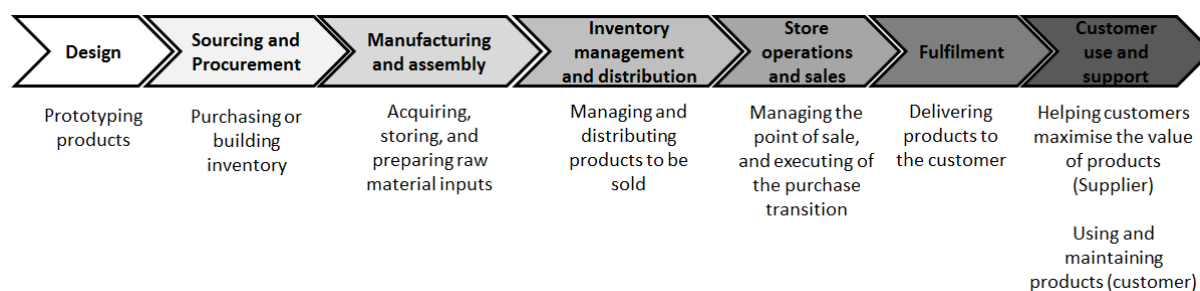 Design
Sourcing and
Procurement
Manufacturing
and assembly
Inventory
management
and distribution
Store
operations
and sales
Fulfilment
Customer
use and
support
Prototyping
products
Purchasing or
building
inventory
Acquiring,
storing, and
preparing raw
material inputs
Managing and
distributing
products to be
sold
Managing the
point of sale,
and executing of
the purchase
transition
Delivering
products to
the customer
Helping customers
maximise the value
of products
(Supplier)
Using and
maintaining
products (customer)